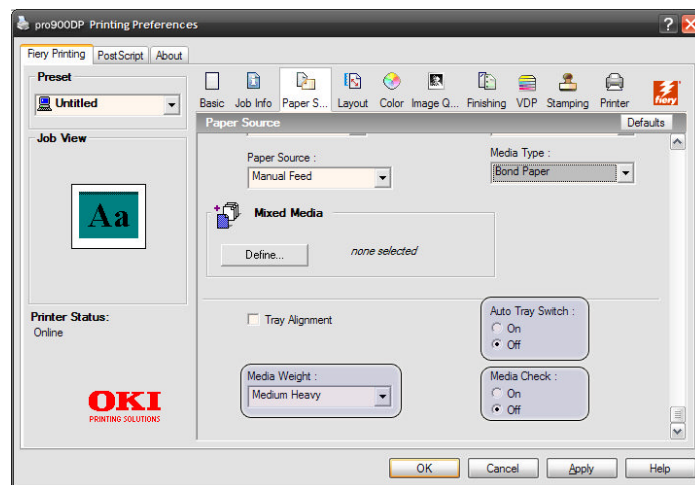 pro900DP Printing Preferences
Fiery Printing PostScript About
Preset
Untitled
Job View
Aa
Printer Status:
Online
OKI
PRINTING SOLUTIONS
Basic Job Info Paper S... Layout Color Image Q... Finishing VDP Stamping Printer fiery
Paper Source Defaults
Paper Source :
Manual Feed
Media Type :
Bond Paper
Mixed Media
Define... none selected
Tray Alignment
Auto Tray Switch :
On
Off
Media Weight :
Medium Heavy
Media Check :
On
Off
OK Cancel Apply Help